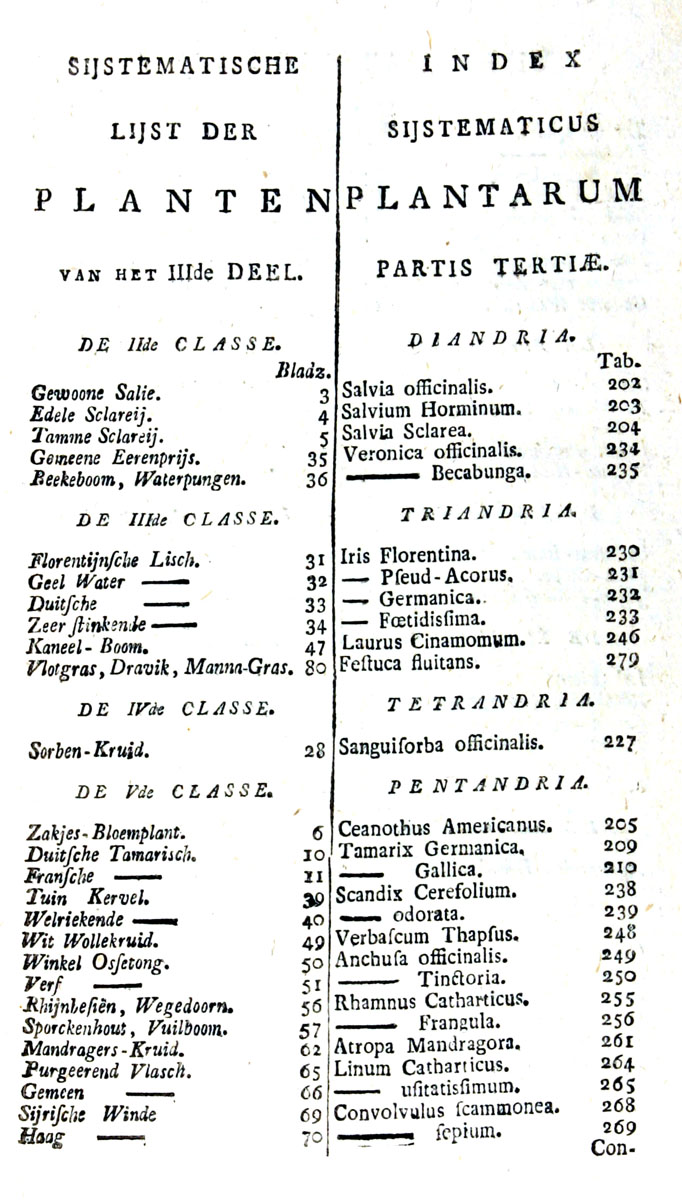 SIJSTEMATISCHE
LIJST DER
PLANTEN
VAN HET IIIde DEEL.
DE IIde CLASSE.
Bladz.
Gewoone Salie. 3
Edele Sclareij. 4
Tamme Sclareij. 5
Gemeene Eerenprijs. 35
Beekeboom, Waterpungen. 36
DE IIIde CLASSE.
Florentijnſche Lisch. 31
Geel Water —— 32
Duitſche —— 33
Zeer ſtinkende —— 34
Kaneel-Boom. 47
Vlotgras, Dravik, Manna-Gras. 80
DE IVde CLASSE.
Sorben-Kruid. 28
DE Vde CLASSE.
Zakjes-Bloemplant. 6
Duitſche Tamarisch. 10
Franſche —— 11
Tuin Kervel. 39
Welriekende —— 40
Wit Wollekruid. 49
Winkel Osſetong. 50
Verf —— 51
Rhijnbeſiën, Wegedoorn. 56
Sporckenhout, Vuilboom. 57
Mandragers-Kruid. 62
Purgeerend Vlasch. 65
Gemeen —— 66
Sijriſche Winde 69
Haag —— 70
INDEX
SIJSTEMATICUS
PLANTARUM
PARTIS TERTIÆ.
DIANDRIA.
Tab.
Salvia officinalis. 202
Salvium Horminum. 203
Salvia Sclarea. 204
Veronica officinalis. 234
—— Becabunga. 235
TRIANDRIA.
Iris Florentina. 230
— Pſeud-Acorus. 231
— Germanica. 232
— Fœtidisſima. 233
Laurus Cinamomum. 246
Feſtuca fluitans. 279
TETRANDRIA.
Sanguiſorba officinalis. 227
PENTANDRIA.
Ceanothus Americanus. 205
Tamarix Germanica. 209
—— Gallica. 210
Scandix Cerefolium. 238
—— odorata. 239
Verbaſcum Thapſus. 248
Anchuſa officinalis. 249
—— Tinctoria. 250
Rhamnus Catharticus. 255
—— Frangula. 256
Atropa Mandragora. 261
Linum Catharticus. 264
—— uſitatisſimum. 265
Convolvulus ſcammonea. 268
—— ſepium. 269
Con-